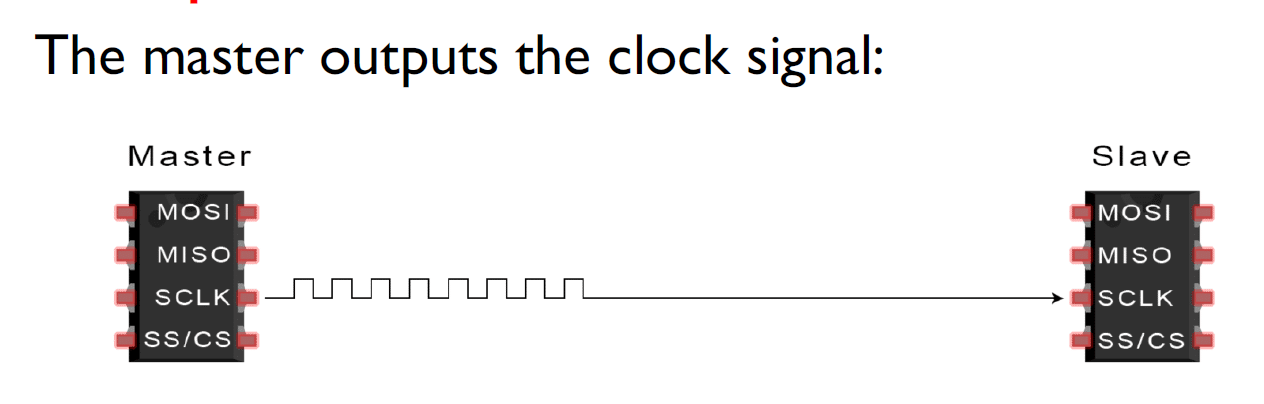 The master outputs the clock signal:
Master
Slave
MOSI
MISO
SCLK
SS/CS
MOSI
MISO
SCLK
SS/CS